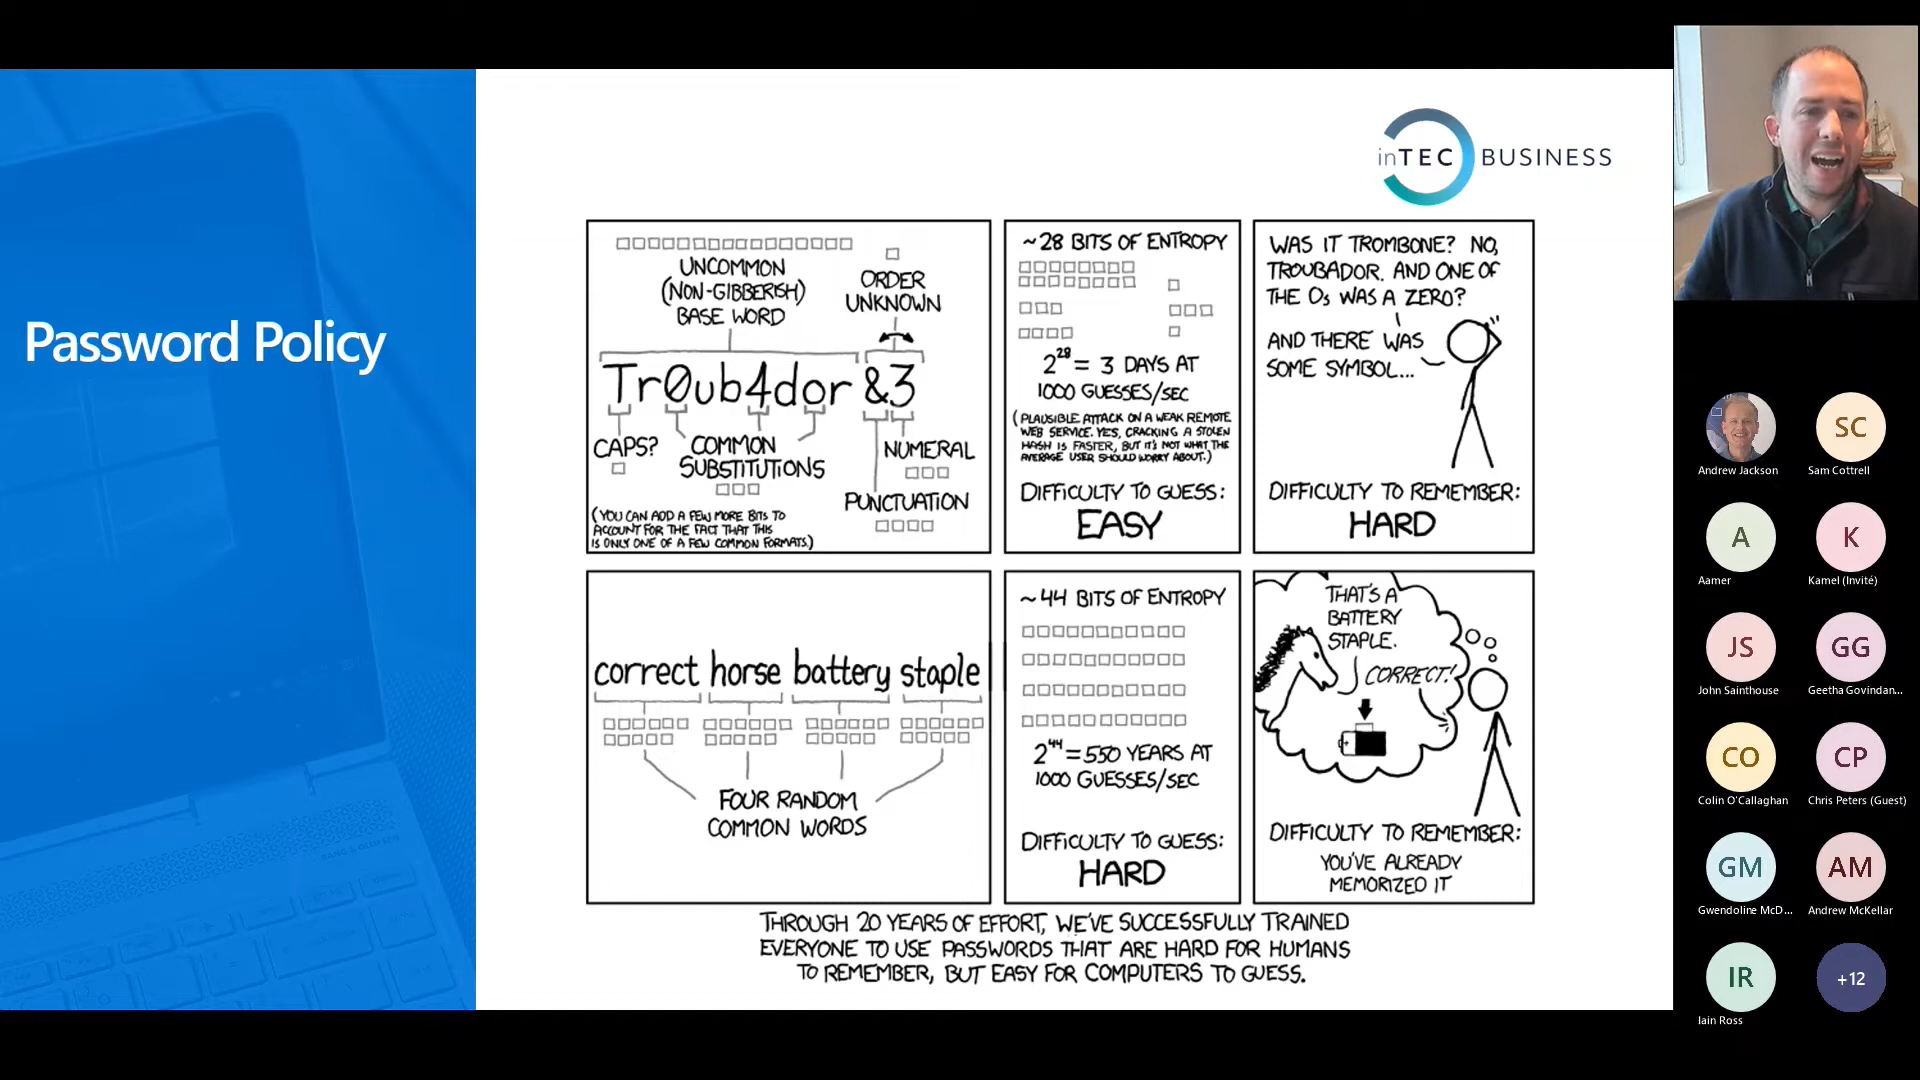 Password Policy
inTEC BUSINESS
UNCOMMON
(NON-GIBBERISH)
BASE WORD
ORDER
UNKNOWN
Tr0ub4dor &3
CAPS?
COMMON
SUBSTITUTIONS
NUMERAL
PUNCTUATION
(YOU CAN ADD A FEW MORE BITS TO
ACCOUNT FOR THE FACT THAT THIS
IS ONLY ONE OF A FEW COMMON FORMATS.)
~28 BITS OF ENTROPY
2^28 = 3 DAYS AT
1000 GUESSES/SEC
(PLAUSIBLE ATTACK ON A WEAK REMOTE
WEB SERVICE. YES, CRACKING A STOLEN
HASH IS FASTER, BUT IT'S NOT WHAT THE
AVERAGE USER SHOULD WORRY ABOUT.)
DIFFICULTY TO GUESS:
EASY
WAS IT TROMBONE? NO,
TROUBADOR. AND ONE OF
THE Os WAS A ZERO?
AND THERE WAS
SOME SYMBOL...
DIFFICULTY TO REMEMBER:
HARD
correct horse battery staple
FOUR RANDOM
COMMON WORDS
~44 BITS OF ENTROPY
2^44 = 550 YEARS AT
1000 GUESSES/SEC
DIFFICULTY TO GUESS:
HARD
THAT'S A
BATTERY
STAPLE.
CORRECT!
DIFFICULTY TO REMEMBER:
YOU'VE ALREADY
MEMORIZED IT
THROUGH 20 YEARS OF EFFORT, WE'VE SUCCESSFULLY TRAINED
EVERYONE TO USE PASSWORDS THAT ARE HARD FOR HUMANS
TO REMEMBER, BUT EASY FOR COMPUTERS TO GUESS.
Andrew Jackson
SC
Sam Cottrell
A
Aamer
K
Kamel (Invité)
JS
John Sainthouse
GG
Geetha Govindan...
CO
Colin O'Callaghan
CP
Chris Peters (Guest)
GM
Gwendoline McD...
AM
Andrew McKellar
IR
Iain Ross
+12